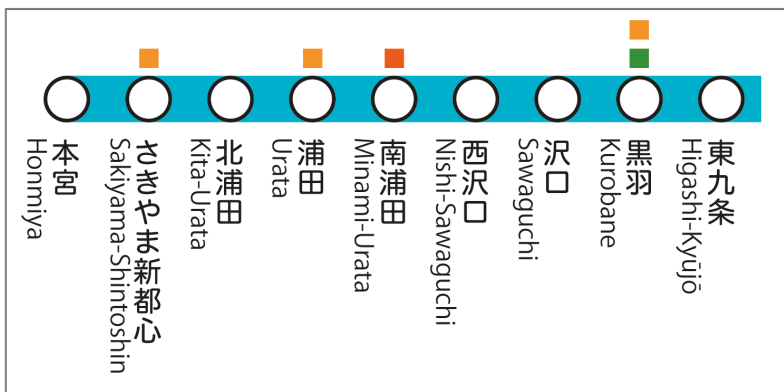 本宮
Honmiya
さきやま新都心
Sakiyama-Shintoshin
北浦田
Kita-Urata
浦田
Urata
南浦田
Minami-Urata
西沢口
Nishi-Sawaguchi
沢口
Sawaguchi
黒羽
Kurobane
東九条
Higashi-Kyūjō